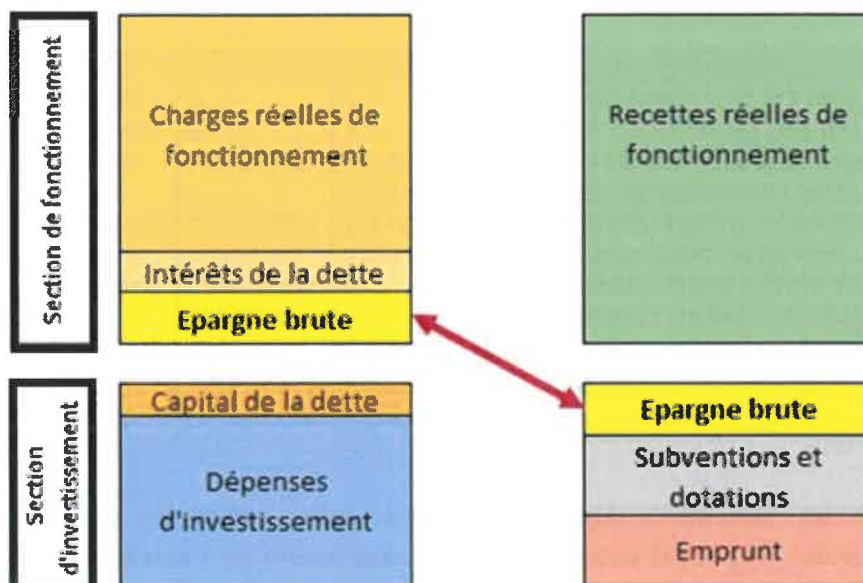 Section de fonctionnement
Charges réelles de
fonctionnement
Intérêts de la dette
Epargne brute
Recettes réelles de
fonctionnement
Section
d'investissement
Capital de la dette
Dépenses
d'investissement
Epargne brute
Subventions et
dotations
Emprunt